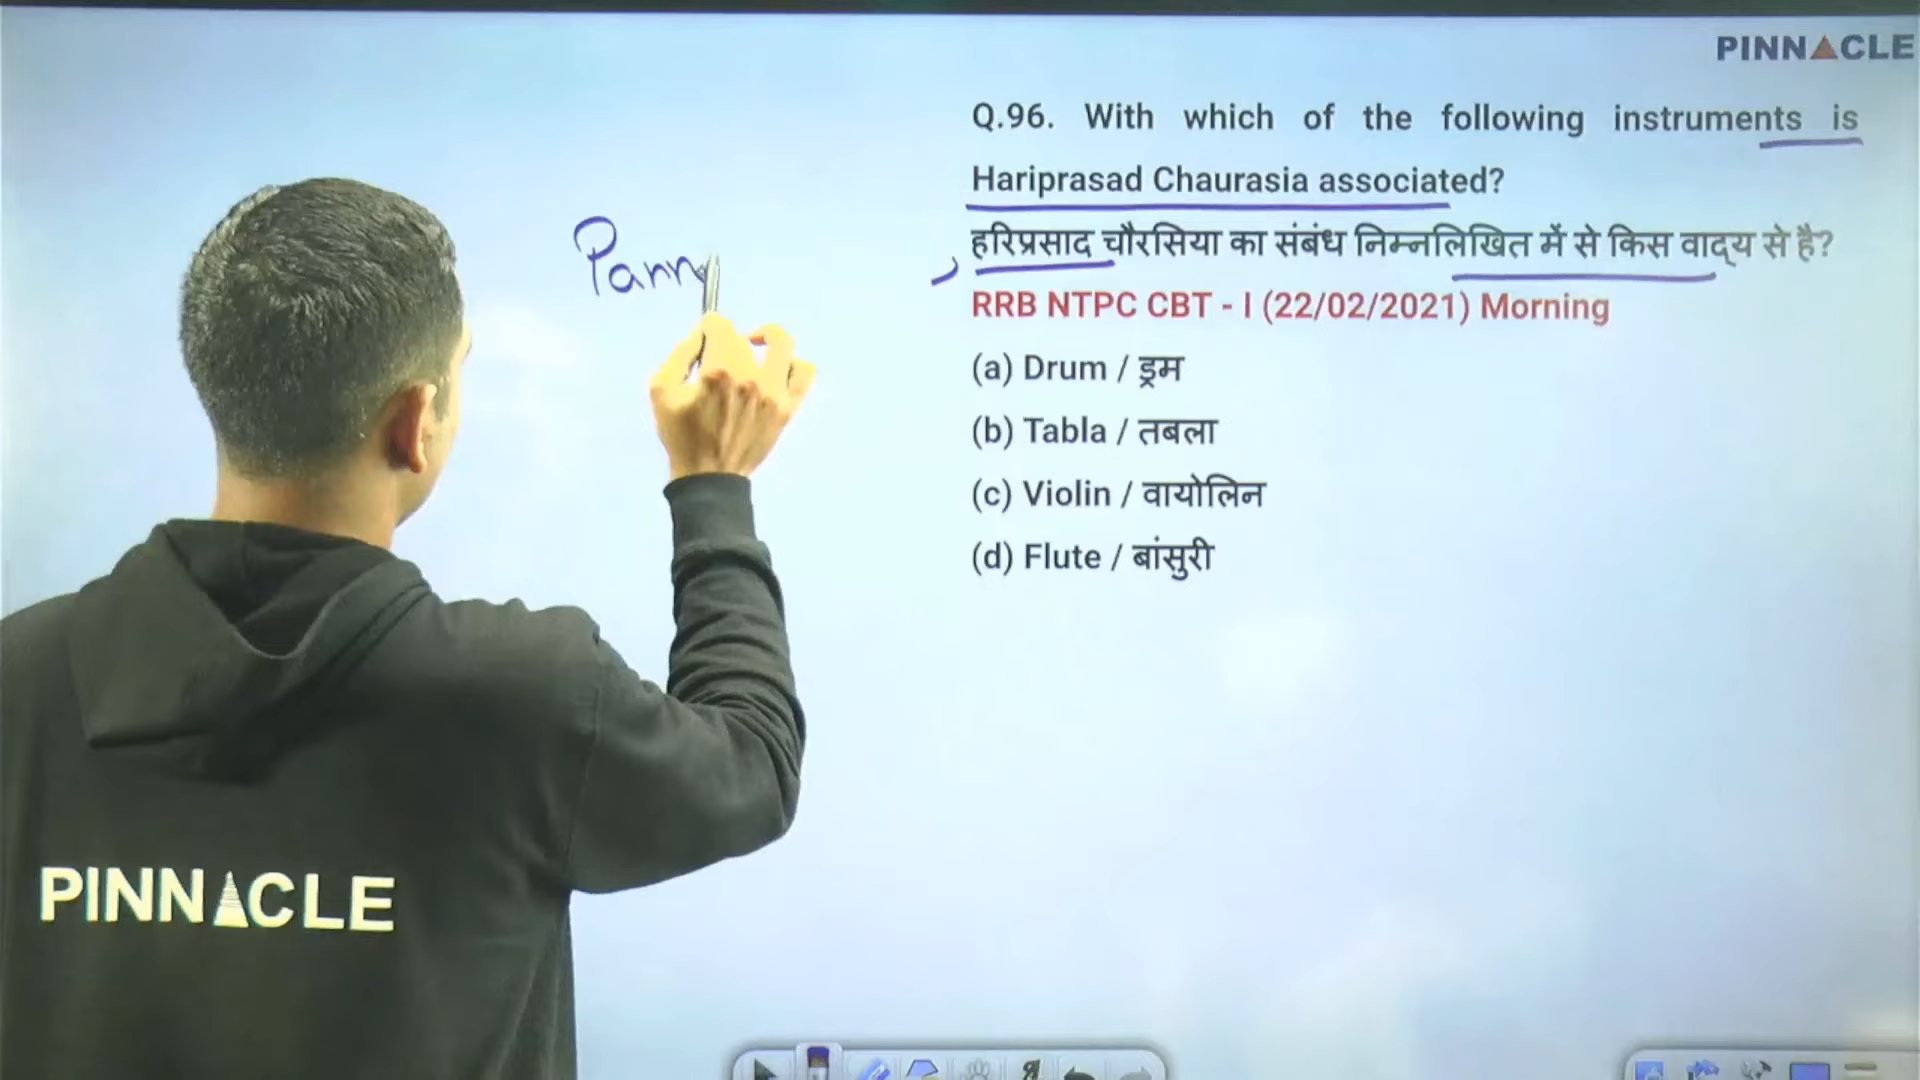 PINNACLE
Q.96. With which of the following instruments is
Hariprasad Chaurasia associated?
हरिप्रसाद चौरसिया का संबंध निम्नलिखित में से किस वाद्य से है?
RRB NTPC CBT - I (22/02/2021) Morning
(a) Drum / ड्रम
(b) Tabla / तबला
(c) Violin / वायोलिन
(d) Flute / बांसुरी
Pann
PINNACLE